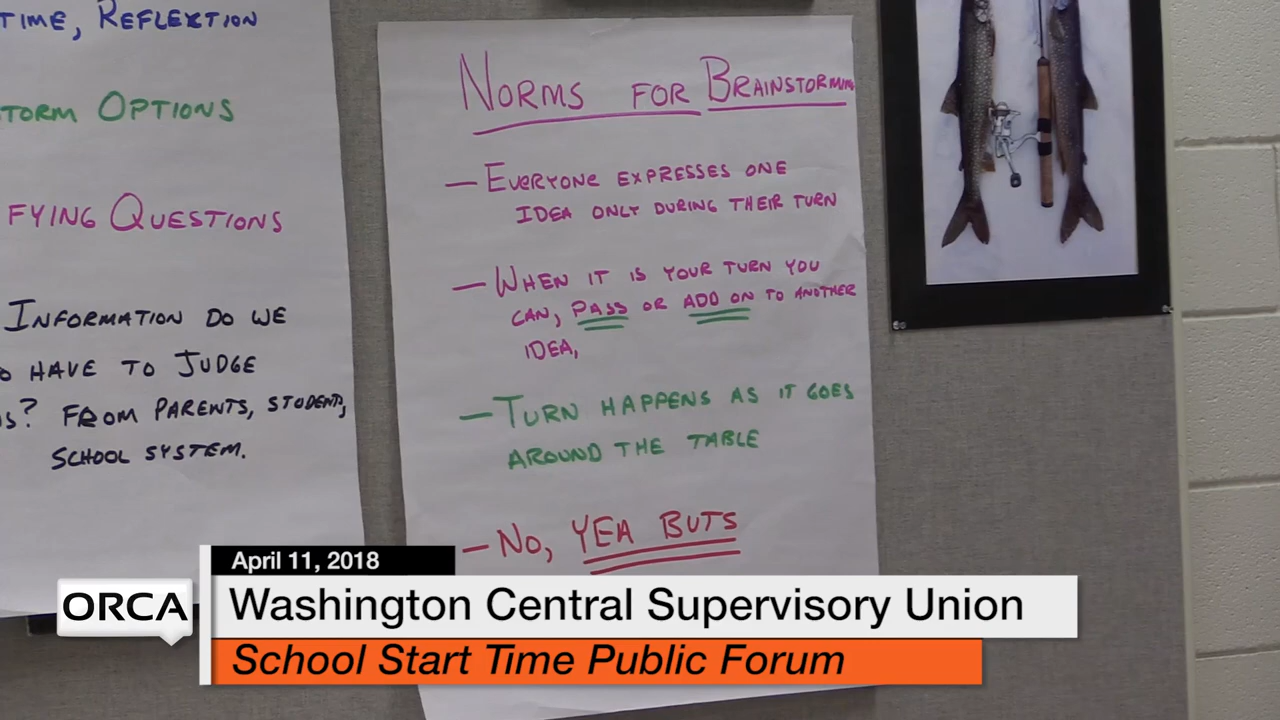 TIME, REFLECTION
TORM OPTIONS
FYING QUESTIONS
INFORMATION DO WE
HAVE TO JUDGE
S? FROM PARENTS, STUDENTS,
SCHOOL SYSTEM.
NORMS FOR BRAINSTORMING
— EVERYONE EXPRESSES ONE
IDEA ONLY DURING THEIR TURN
— WHEN IT IS YOUR TURN YOU
CAN, PASS OR ADD ON TO ANOTHER
IDEA,
— TURN HAPPENS AS IT GOES
AROUND THE TABLE
— NO, YEA BUTS
April 11, 2018
ORCA
Washington Central Supervisory Union
School Start Time Public Forum